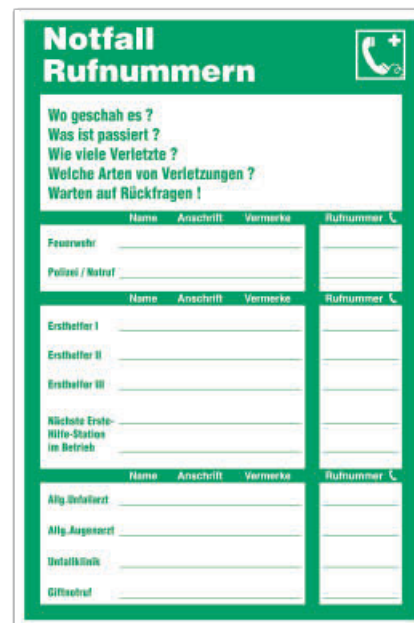 Notfall
Rufnummern
Wo geschah es ?
Was ist passiert ?
Wie viele Verletzte ?
Welche Arten von Verletzungen ?
Warten auf Rückfragen !
Name Anschrift Vermerke Rufnummer
Feuerwehr
Polizei / Notruf
Name Anschrift Vermerke Rufnummer
Ersthelfer I
Ersthelfer II
Ersthelfer III
Nächste Erste-
Hilfe-Station
im Betrieb
Name Anschrift Vermerke Rufnummer
Allg.Unfallarzt
Allg.Augenarzt
Unfallklinik
Giftnotruf